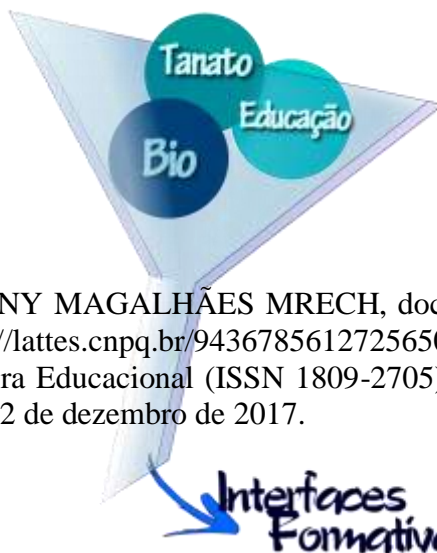 Tanato
Educação
Bio
NY MAGALHÃES MRECH, doc
//lattes.cnpq.br/943678561272565
ra Educacional (ISSN 1809-2705)
2 de dezembro de 2017.
Interfaces
Formativ